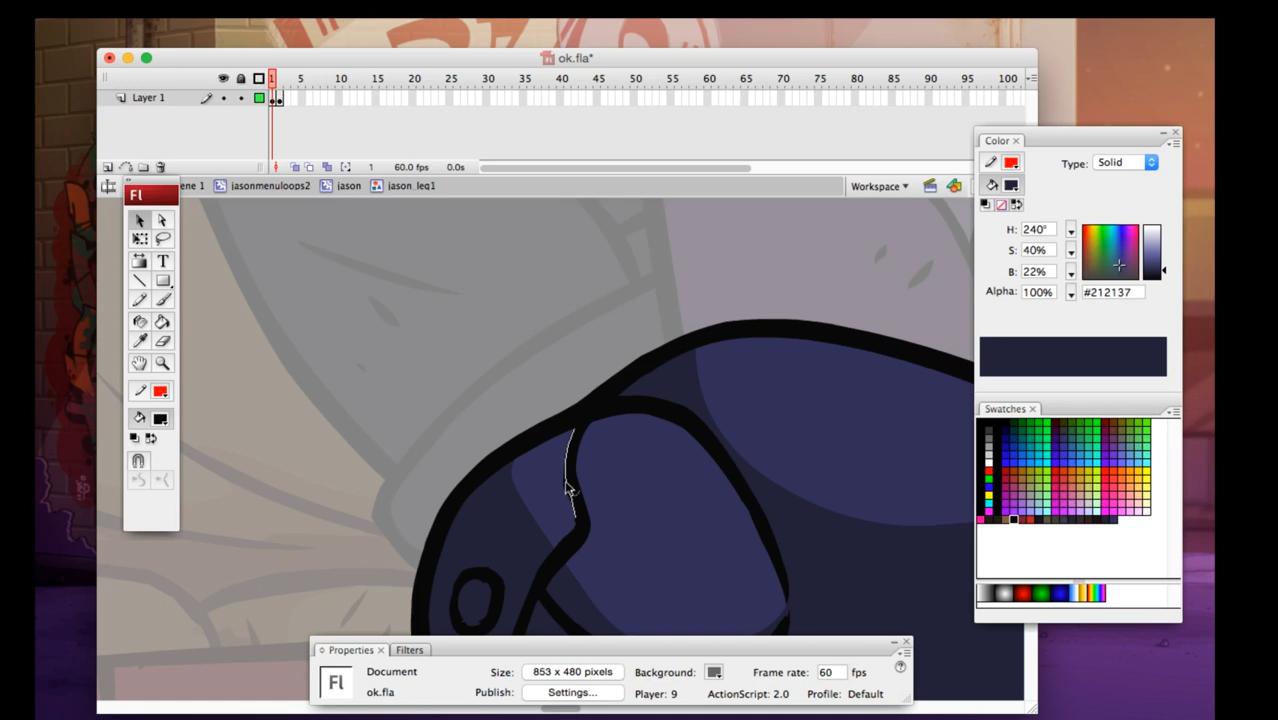 ok.fla*
1 5 10 15 20 25 30 35 40 45 50 55 60 65 70 75 80 85 90 95 100
Layer 1
1 60.0 fps 0.0s
ene 1 jasonmenuloops2 jason jason_leg1 Workspace
Fl
T
Color
Type: Solid
H: 240°
S: 40%
B: 22%
Alpha: 100% #212137
Swatches
Properties Filters
Fl
Document Size: 853 x 480 pixels Background: Frame rate: 60 fps
ok.fla Publish: Settings... Player: 9 ActionScript: 2.0 Profile: Default